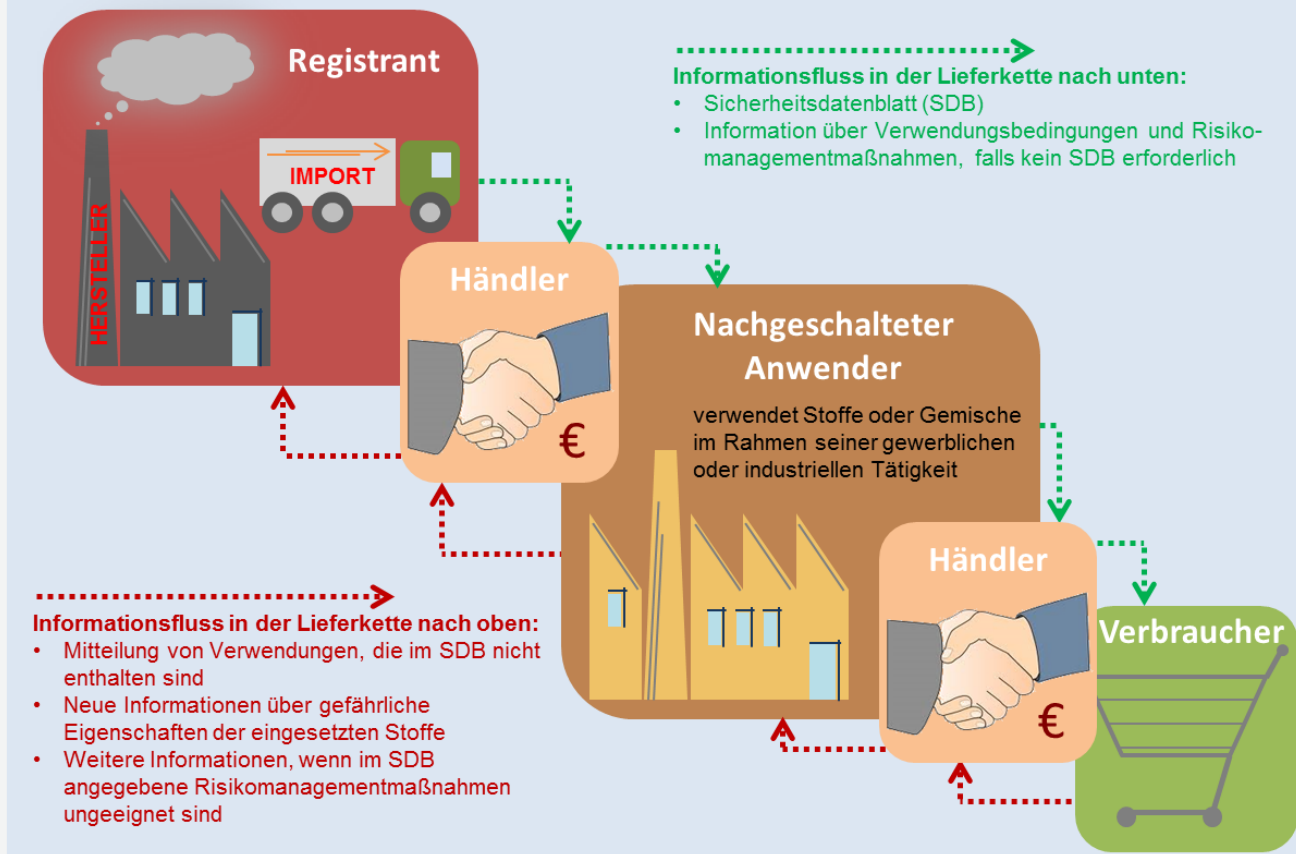 Registrant
IMPORT
HERSTELLER
Informationsfluss in der Lieferkette nach unten:
• Sicherheitsdatenblatt (SDB)
• Information über Verwendungsbedingungen und Risiko-
managementmaßnahmen, falls kein SDB erforderlich
Händler
€
Nachgeschalteter
Anwender
verwendet Stoffe oder Gemische
im Rahmen seiner gewerblichen
oder industriellen Tätigkeit
Händler
€
Verbraucher
Informationsfluss in der Lieferkette nach oben:
• Mitteilung von Verwendungen, die im SDB nicht
enthalten sind
• Neue Informationen über gefährliche
Eigenschaften der eingesetzten Stoffe
• Weitere Informationen, wenn im SDB
angegebene Risikomanagementmaßnahmen
ungeeignet sind